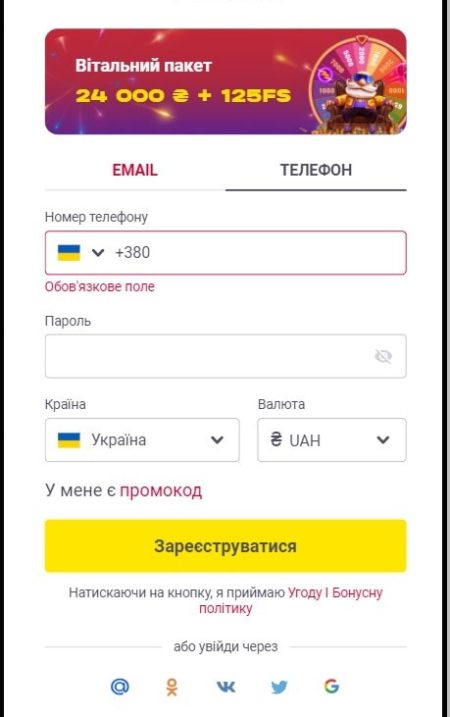 Вітальний пакет
24 000 ₴ + 125FS
EMAIL ТЕЛЕФОН
Номер телефону
+380
Обов'язкове поле
Пароль
Країна Валюта
Україна ₴ UAH
У мене є промокод
Зареєструватися
Натискаючи на кнопку, я приймаю Угоду І Бонусну
політику
або увійди через